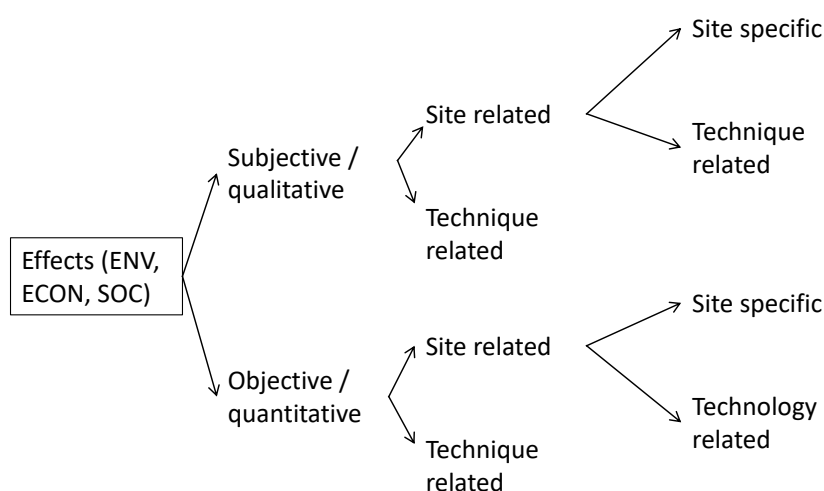 Site specific
Site related
Technique
related
Subjective /
qualitative
Technique
related
Effects (ENV,
ECON, SOC)
Site specific
Site related
Objective /
quantitative
Technology
related
Technique
related